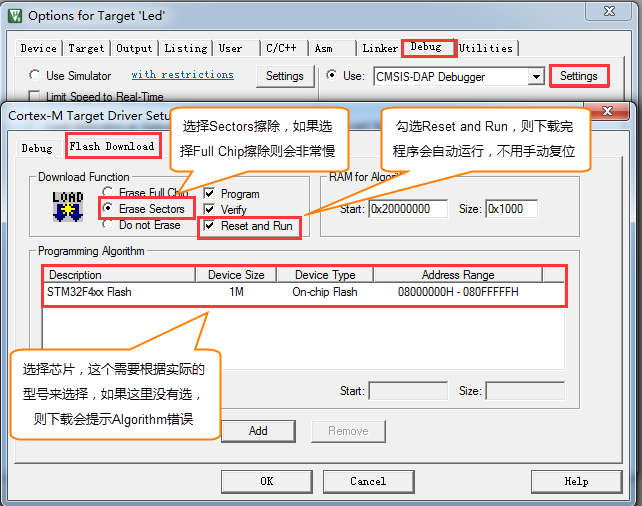 Options for Target 'Led'
Device Target Output Listing User C/C++ Asm Linker Debug Utilities
Use Simulator with restrictions Settings Use: CMSIS-DAP Debugger Settings
Limit Speed to Real-Time
Cortex-M Target Driver Setu
选择Sectors擦除，如果选
择Full Chip擦除则会非常慢
勾选Reset and Run，则下载完
程序会自动运行，不用手动复位
Debug Flash Download
Download Function
LOAD
Erase Full Chip
Erase Sectors
Do not Erase
Program
Verify
Reset and Run
RAM for Algorithm
Start: 0x20000000 Size: 0x1000
Programming Algorithm
Description Device Size Device Type Address Range
STM32F4xx Flash 1M On-chip Flash 08000000H - 080FFFFFH
选择芯片，这个需要根据实际的
型号来选择，如果这里没有选，
则下载会提示Algorithm错误
Start: Size:
Add Remove
OK Cancel Help